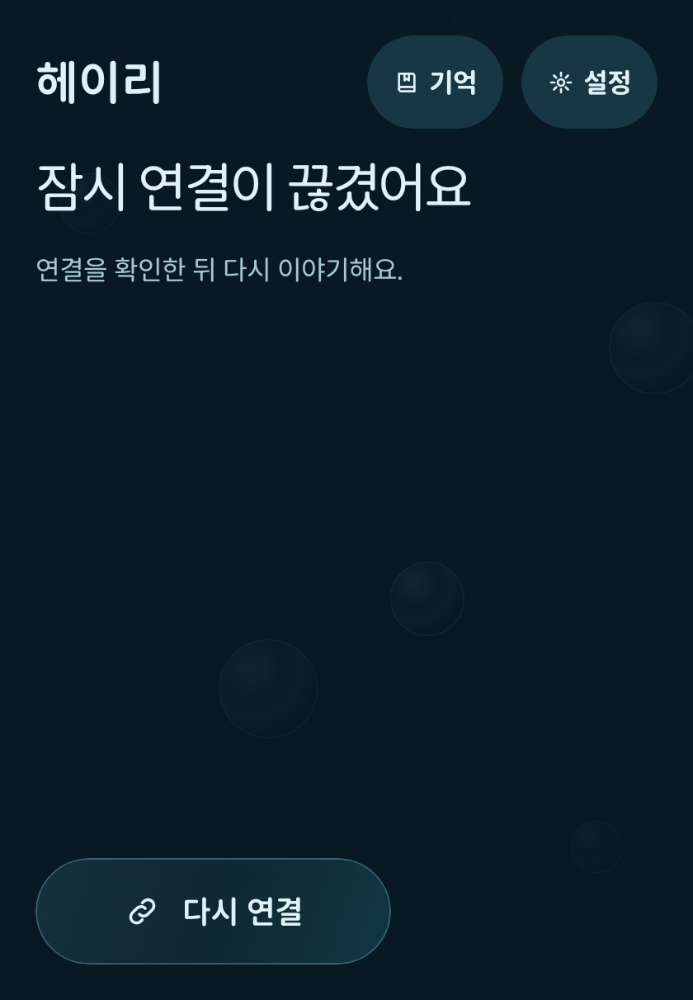 헤이리
기억
설정
잠시 연결이 끊겼어요
연결을 확인한 뒤 다시 이야기해요.
다시 연결